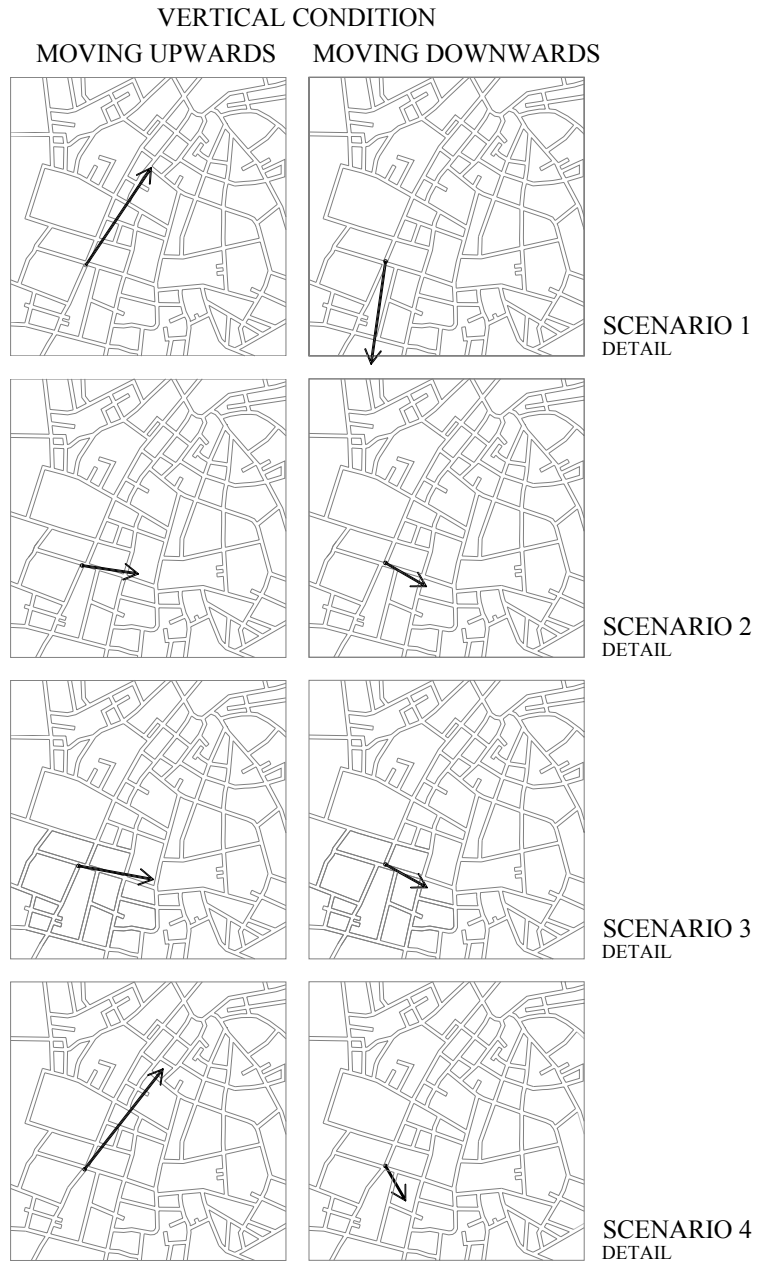 VERTICAL CONDITION
MOVING UPWARDS MOVING DOWNWARDS
SCENARIO 1
DETAIL
SCENARIO 2
DETAIL
SCENARIO 3
DETAIL
SCENARIO 4
DETAIL